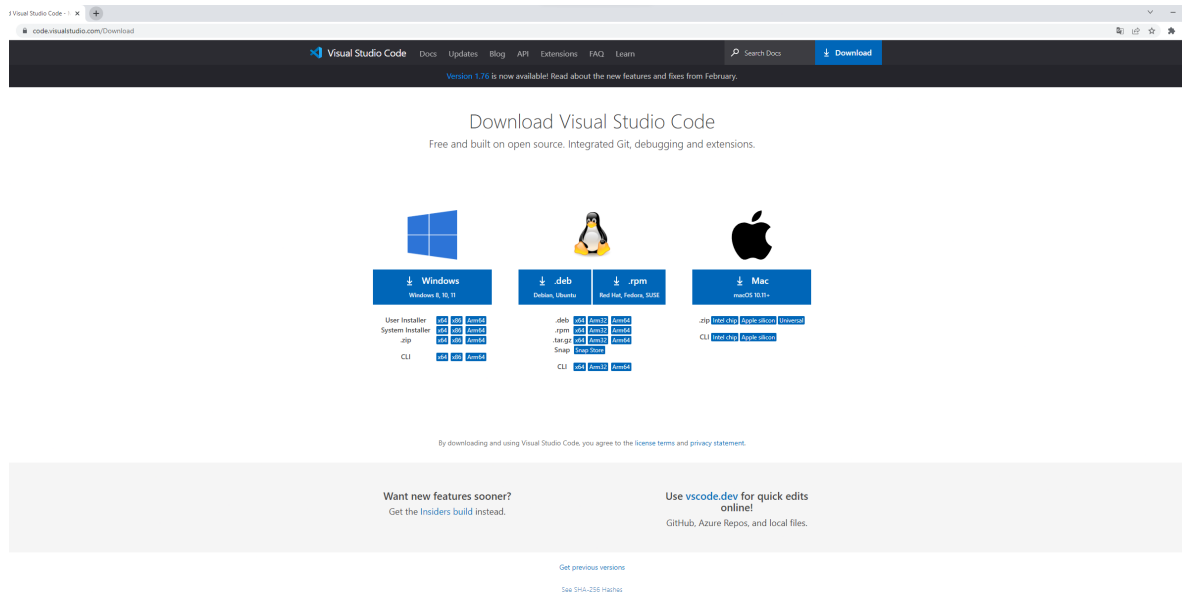 d Visual Studio Code -
code.visualstudio.com/Download
Visual Studio Code Docs Updates Blog API Extensions FAQ Learn Search Docs Download
Version 1.76 is now available! Read about the new features and fixes from February.
Download Visual Studio Code
Free and built on open source. Integrated Git, debugging and extensions.
Windows
Windows 8, 10, 11
User Installer x64 x86 Arm64
System Installer x64 x86 Arm64
.zip x64 x86 Arm64
CLI x64 x86 Arm64
.deb
Debian, Ubuntu
.rpm
Red Hat, Fedora, SUSE
.deb x64 Arm32 Arm64
.rpm x64 Arm32 Arm64
.tar.gz x64 Arm32 Arm64
Snap Snap Store
CLI x64 Arm32 Arm64
Mac
macOS 10.11+
.zip Intel chip Apple silicon Universal
CLI Intel chip Apple silicon
By downloading and using Visual Studio Code, you agree to the license terms and privacy statement.
Want new features sooner?
Get the Insiders build instead.
Use vscode.dev for quick edits
online!
GitHub, Azure Repos, and local files.
Get previous versions
See SHA-256 Hashes